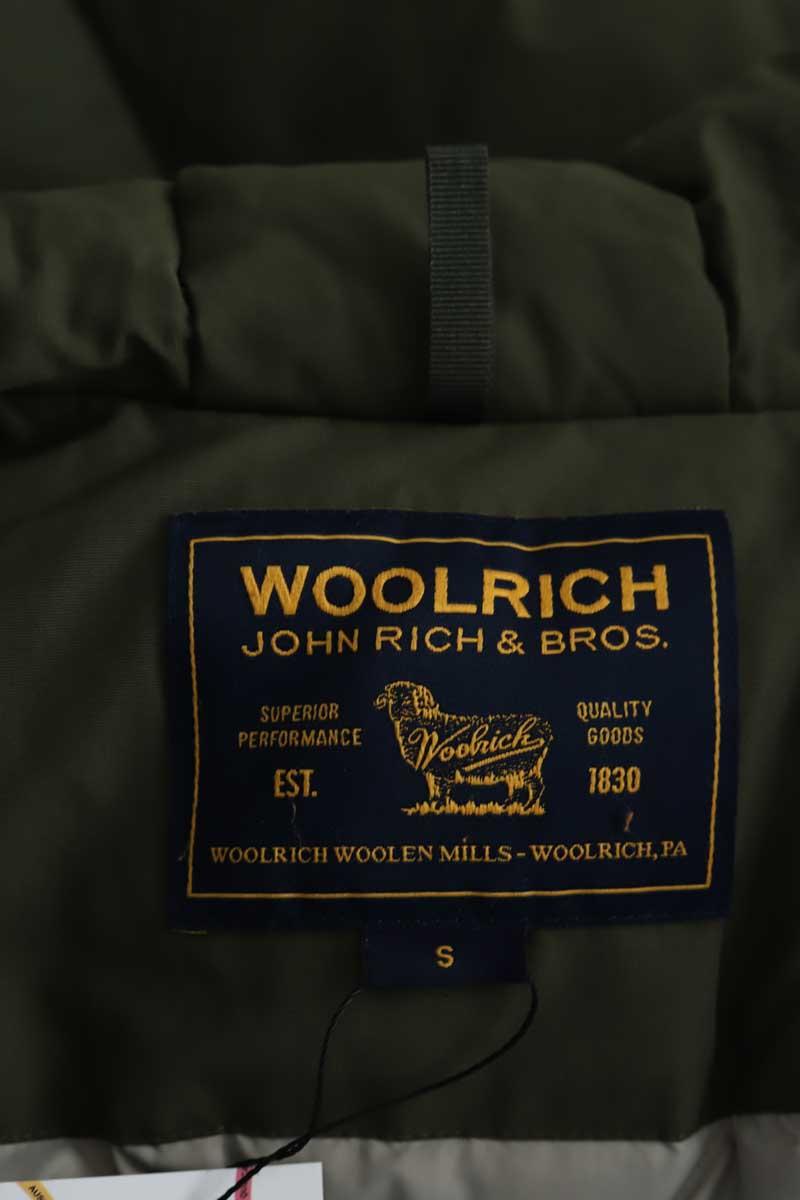 WOOLRICH
JOHN RICH & BROS.
SUPERIOR
PERFORMANCE
EST.
Woolrich
QUALITY
GOODS
1830
WOOLRICH WOOLEN MILLS - WOOLRICH, PA
S